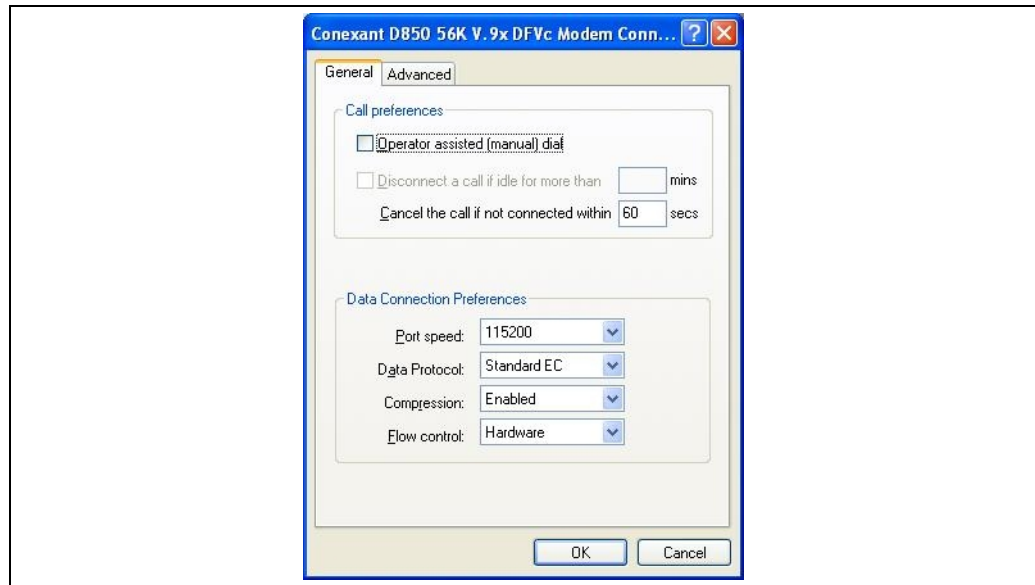 Conexant D850 56K V.9x DFVc Modem Conn...
General Advanced
Call preferences
Operator assisted (manual) dial
Disconnect a call if idle for more than mins
Cancel the call if not connected within 60 secs
Data Connection Preferences
Port speed: 115200
Data Protocol: Standard EC
Compression: Enabled
Flow control: Hardware
OK Cancel